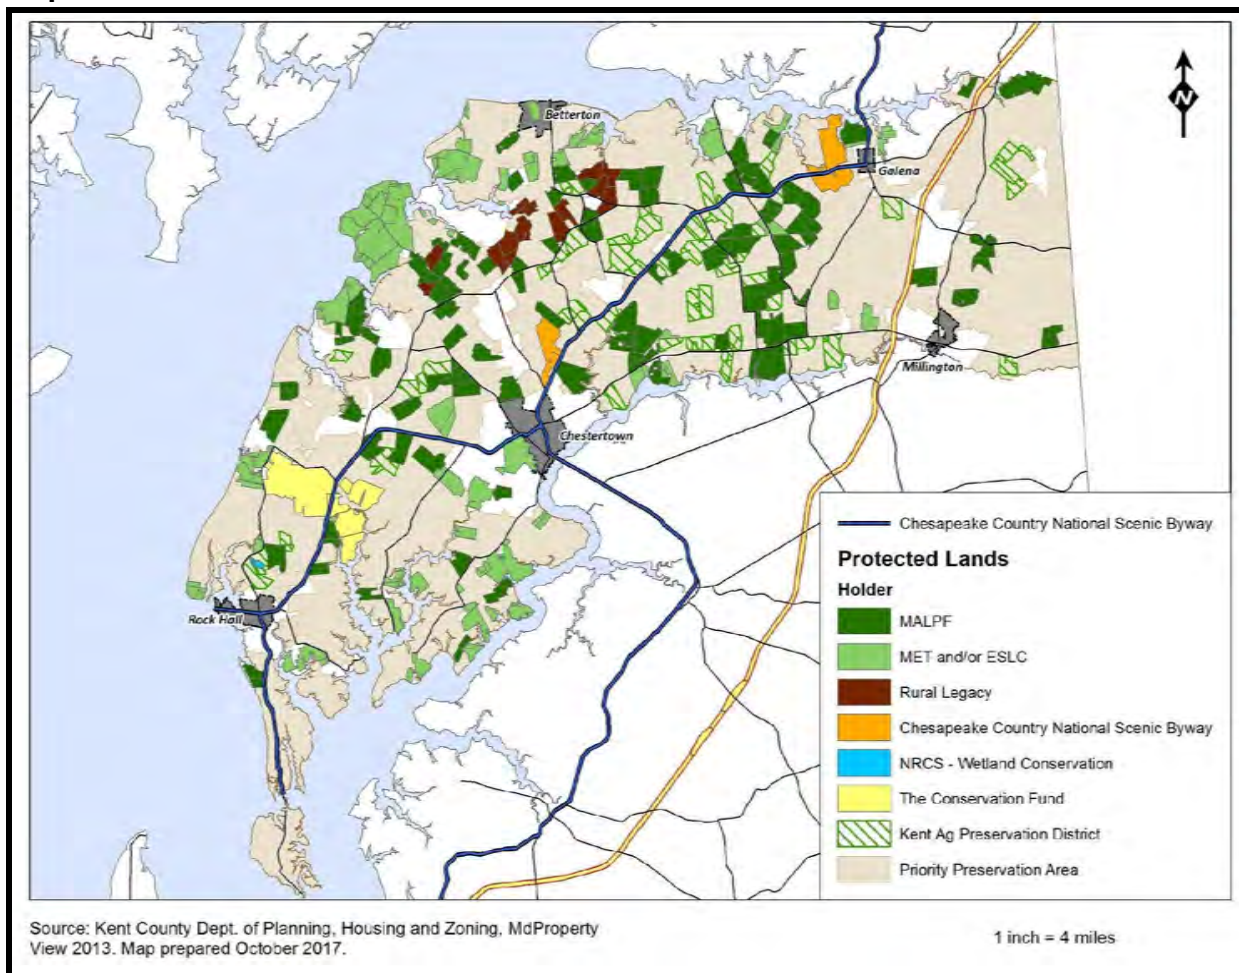 N
Betterton
Galena
Millington
Chestertown
Rock Hall
Chesapeake Country National Scenic Byway
Protected Lands
Holder
MALPF
MET and/or ESLC
Rural Legacy
Chesapeake Country National Scenic Byway
NRCS - Wetland Conservation
The Conservation Fund
Kent Ag Preservation District
Priority Preservation Area
Source: Kent County Dept. of Planning, Housing and Zoning, MdProperty
View 2013. Map prepared October 2017.
1 inch = 4 miles